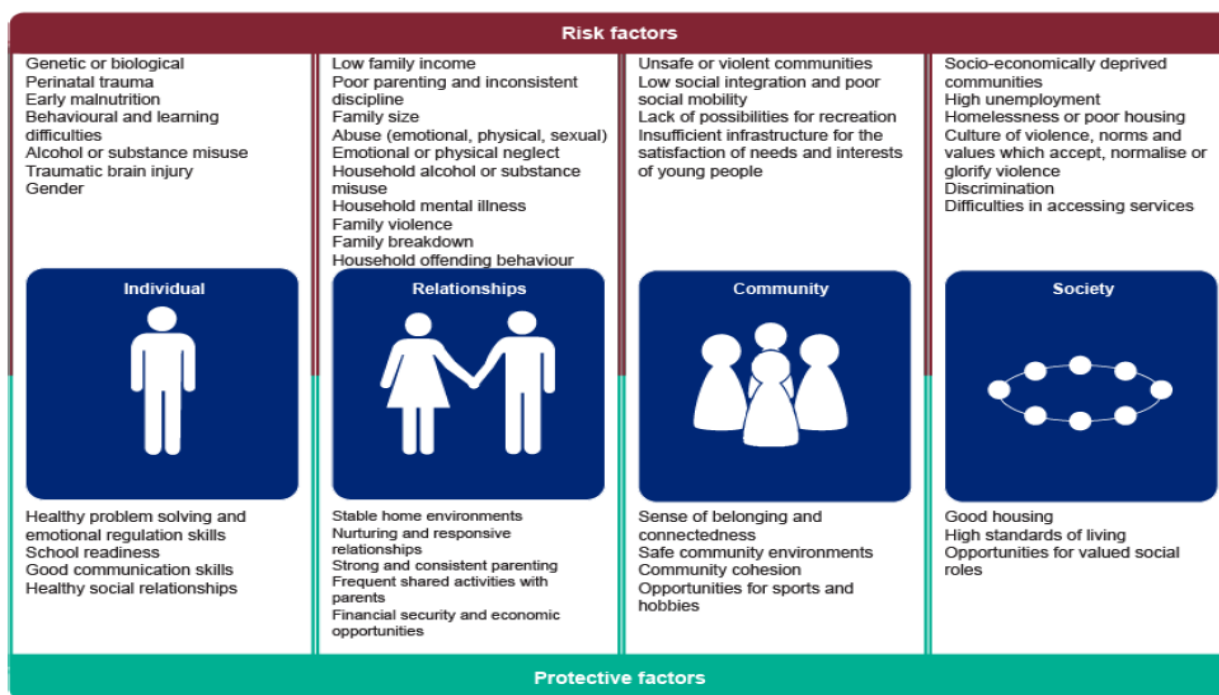 Risk factors
Genetic or biological
Perinatal trauma
Early malnutrition
Behavioural and learning
difficulties
Alcohol or substance misuse
Traumatic brain injury
Gender
Low family income
Poor parenting and inconsistent
discipline
Family size
Abuse (emotional, physical, sexual)
Emotional or physical neglect
Household alcohol or substance
misuse
Household mental illness
Family violence
Family breakdown
Household offending behaviour
Unsafe or violent communities
Low social integration and poor
social mobility
Lack of possibilities for recreation
Insufficient infrastructure for the
satisfaction of needs and interests
of young people
Socio-economically deprived
communities
High unemployment
Homelessness or poor housing
Culture of violence, norms and
values which accept, normalise or
glorify violence
Discrimination
Difficulties in accessing services
Individual
Relationships
Community
Society
Healthy problem solving and
emotional regulation skills
School readiness
Good communication skills
Healthy social relationships
Stable home environments
Nurturing and responsive
relationships
Strong and consistent parenting
Frequent shared activities with
parents
Financial security and economic
opportunities
Sense of belonging and
connectedness
Safe community environments
Community cohesion
Opportunities for sports and
hobbies
Good housing
High standards of living
Opportunities for valued social
roles
Protective factors